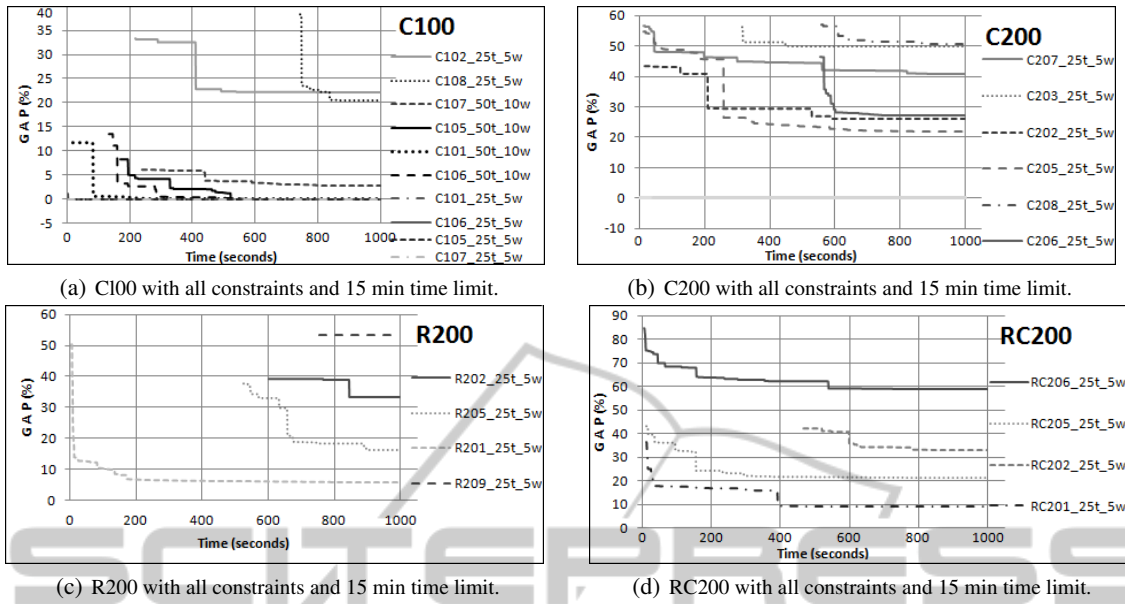 C100
G A P (%)
40
35
30
25
20
15
10
5
0
-5
0
200
400
600
800
1000
Time (seconds)
C102_25t_5w
C108_25t_5w
C107_50t_10w
C105_50t_10w
C101_50t_10w
C106_50t_10w
C101_25t_5w
C106_25t_5w
C105_25t_5w
C107_25t_5w
(a) C100 with all constraints and 15 min time limit.
C200
G A P (%)
60
50
40
30
20
10
0
-10
0
200
400
600
800
1000
Time (seconds)
C207_25t_5w
C203_25t_5w
C202_25t_5w
C205_25t_5w
C208_25t_5w
C206_25t_5w
(b) C200 with all constraints and 15 min time limit.
R200
G A P (%)
60
50
40
30
20
10
0
0
200
400
600
800
1000
Time (seconds)
R202_25t_5w
R205_25t_5w
R201_25t_5w
R209_25t_5w
(c) R200 with all constraints and 15 min time limit.
RC200
G A P (%)
90
80
70
60
50
40
30
20
10
0
0
200
400
600
800
1000
Time (seconds)
RC206_25t_5w
RC205_25t_5w
RC202_25t_5w
RC201_25t_5w
(d) RC200 with all constraints and 15 min time limit.
SCITEPRESS